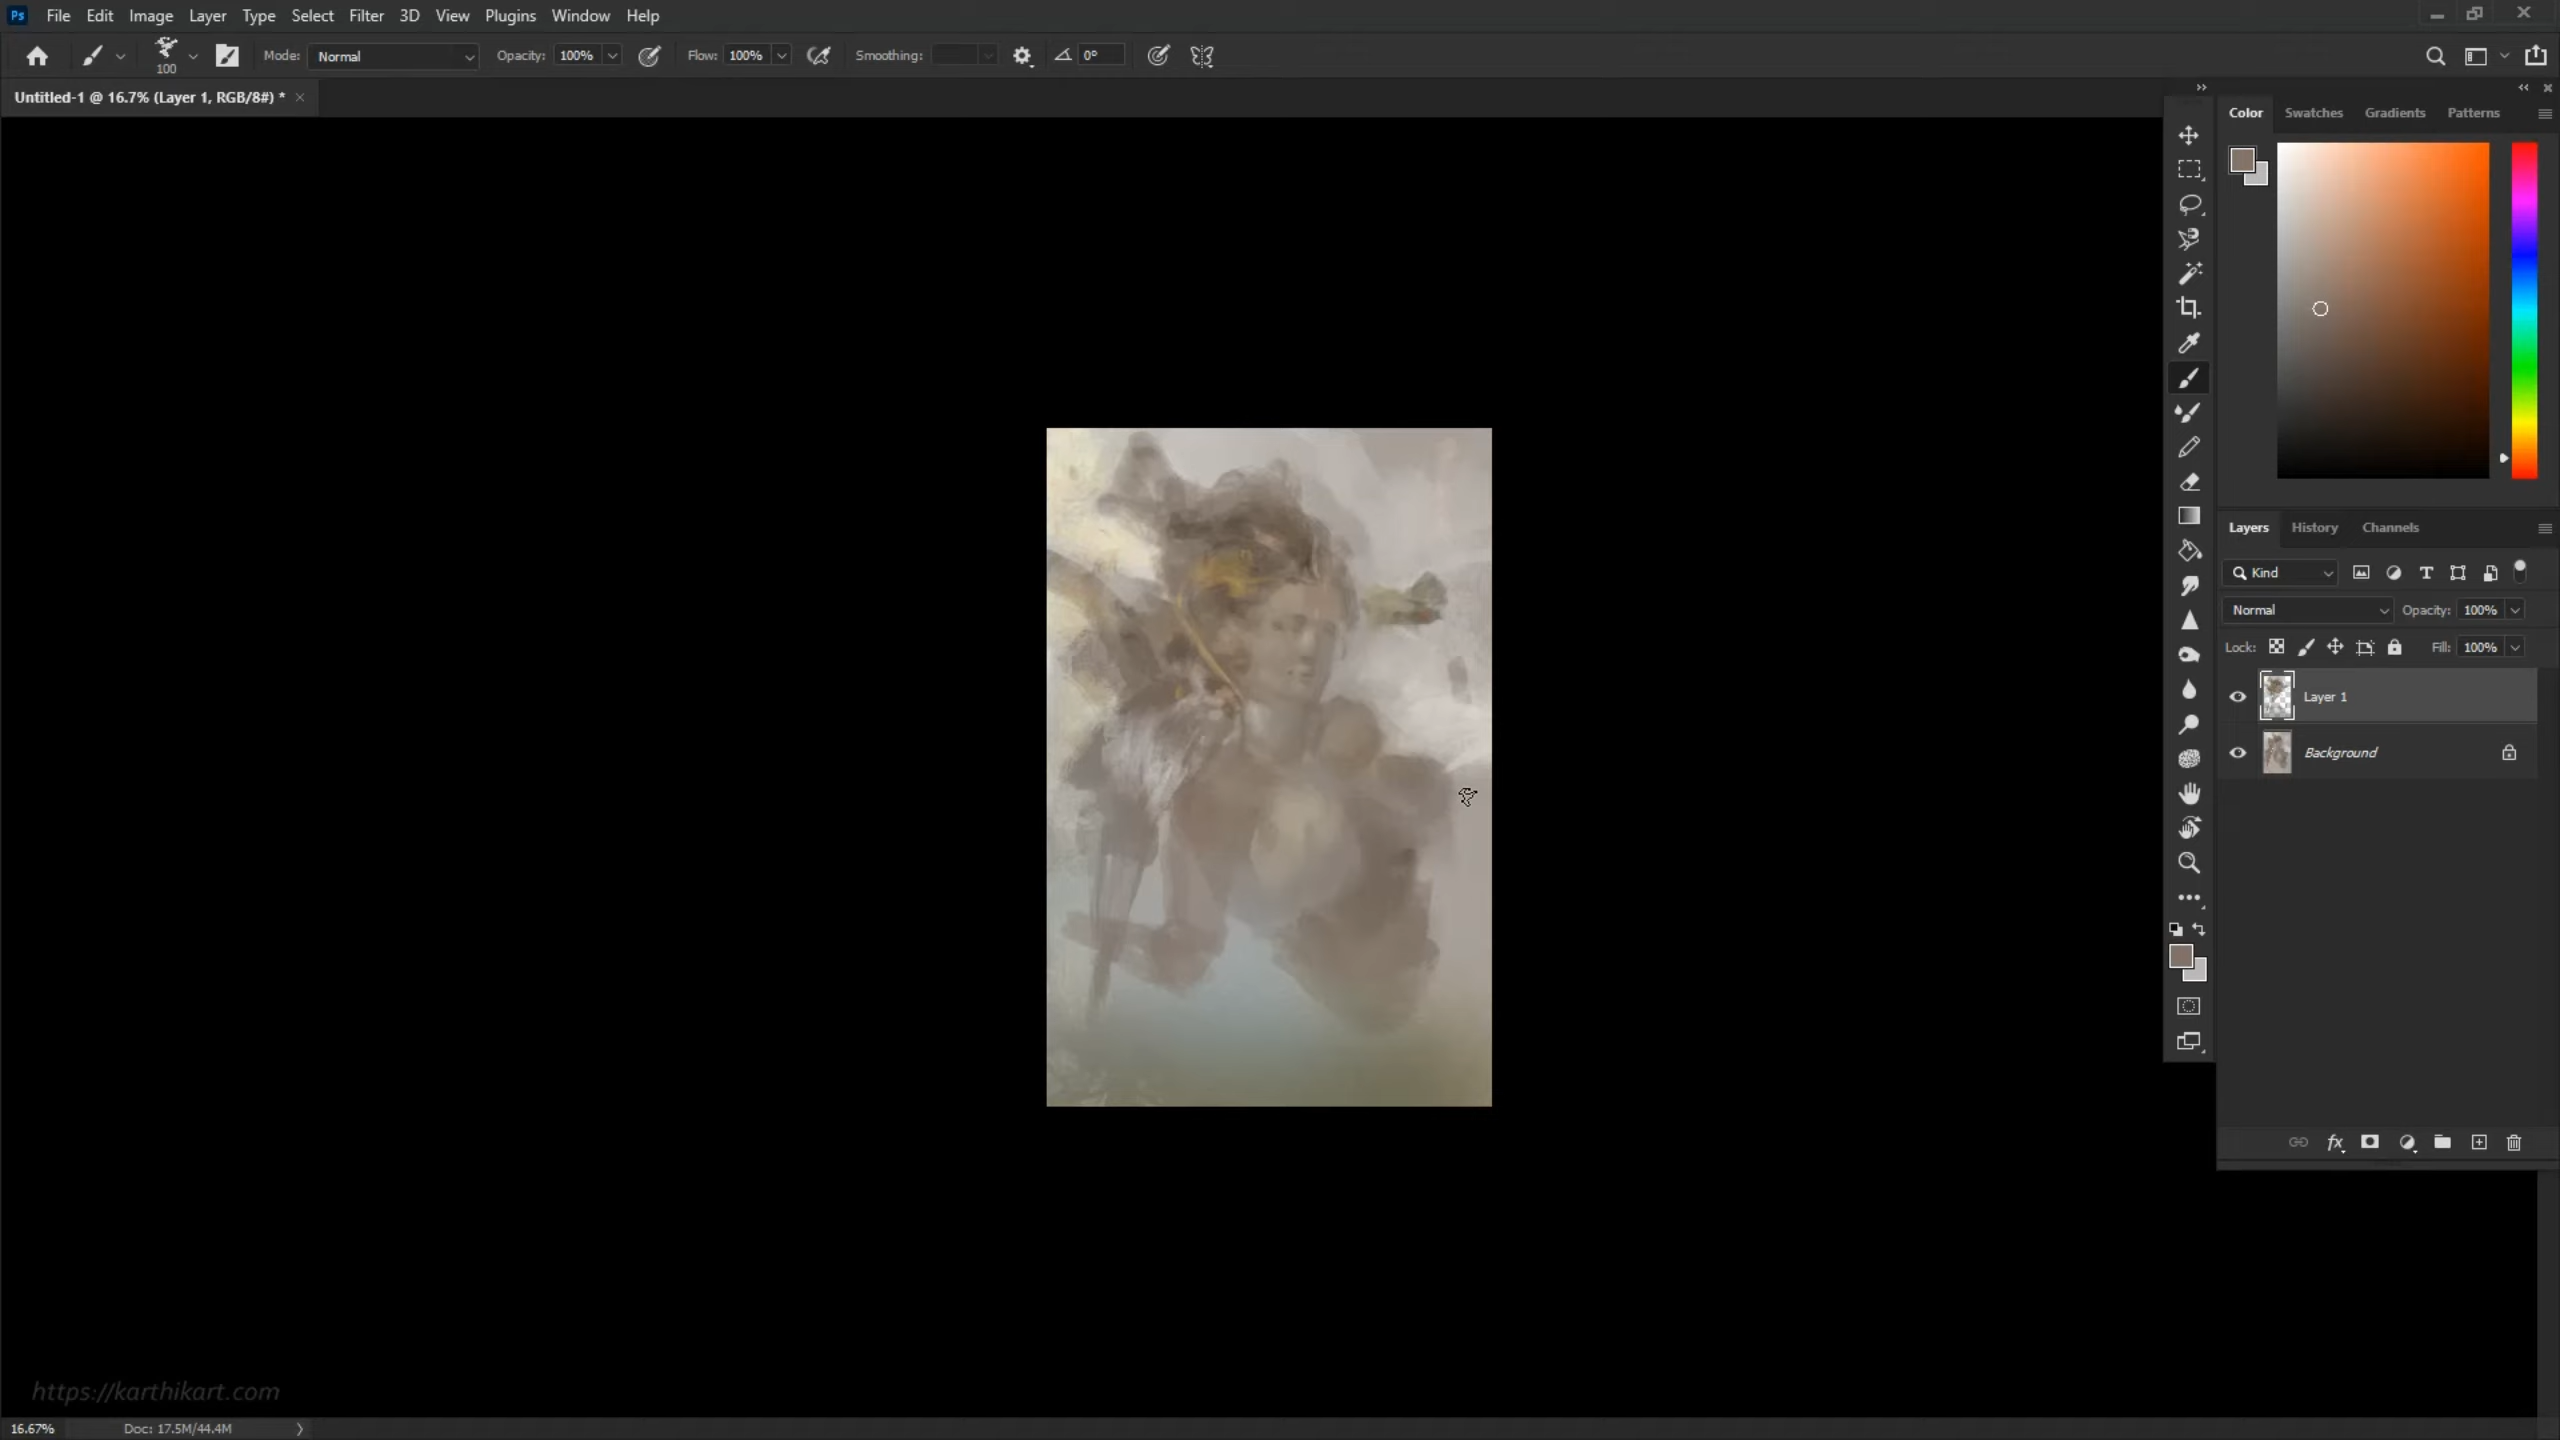 Ps File Edit Image Layer Type Select Filter 3D View Plugins Window Help
100 Mode: Normal Opacity: 100% Flow: 100% Smoothing: 0°
Untitled-1 @ 16.7% (Layer 1, RGB/8#) * ×
Color Swatches Gradients Patterns
Layers History Channels
Kind
Normal Opacity: 100%
Lock: Fill: 100%
Layer 1
Background
fx
https://karthikart.com
16.67% Doc: 17.5M/44.4M